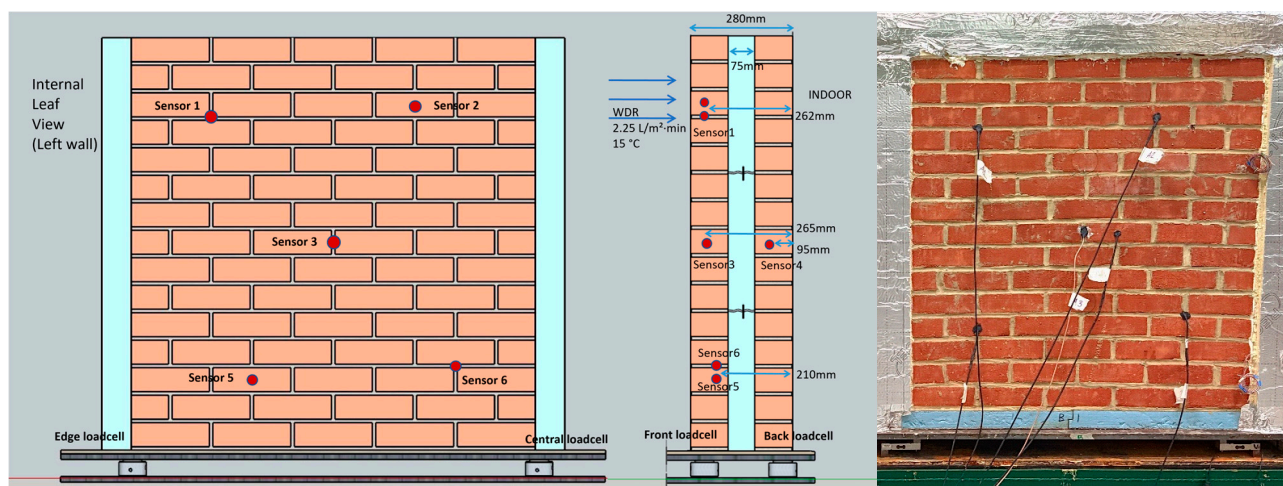 Internal
Leaf
View
(Left wall)
Sensor 1
Sensor 2
Sensor 3
Sensor 5
Sensor 6
Edge loadcell
Central loadcell
280mm
75mm
INDOOR
WDR
2.25 L/m²·min
15 °C
262mm
Sensor1
265mm
95mm
Sensor3
Sensor4
Sensor6
210mm
Sensor5
Front loadcell
Back loadcell